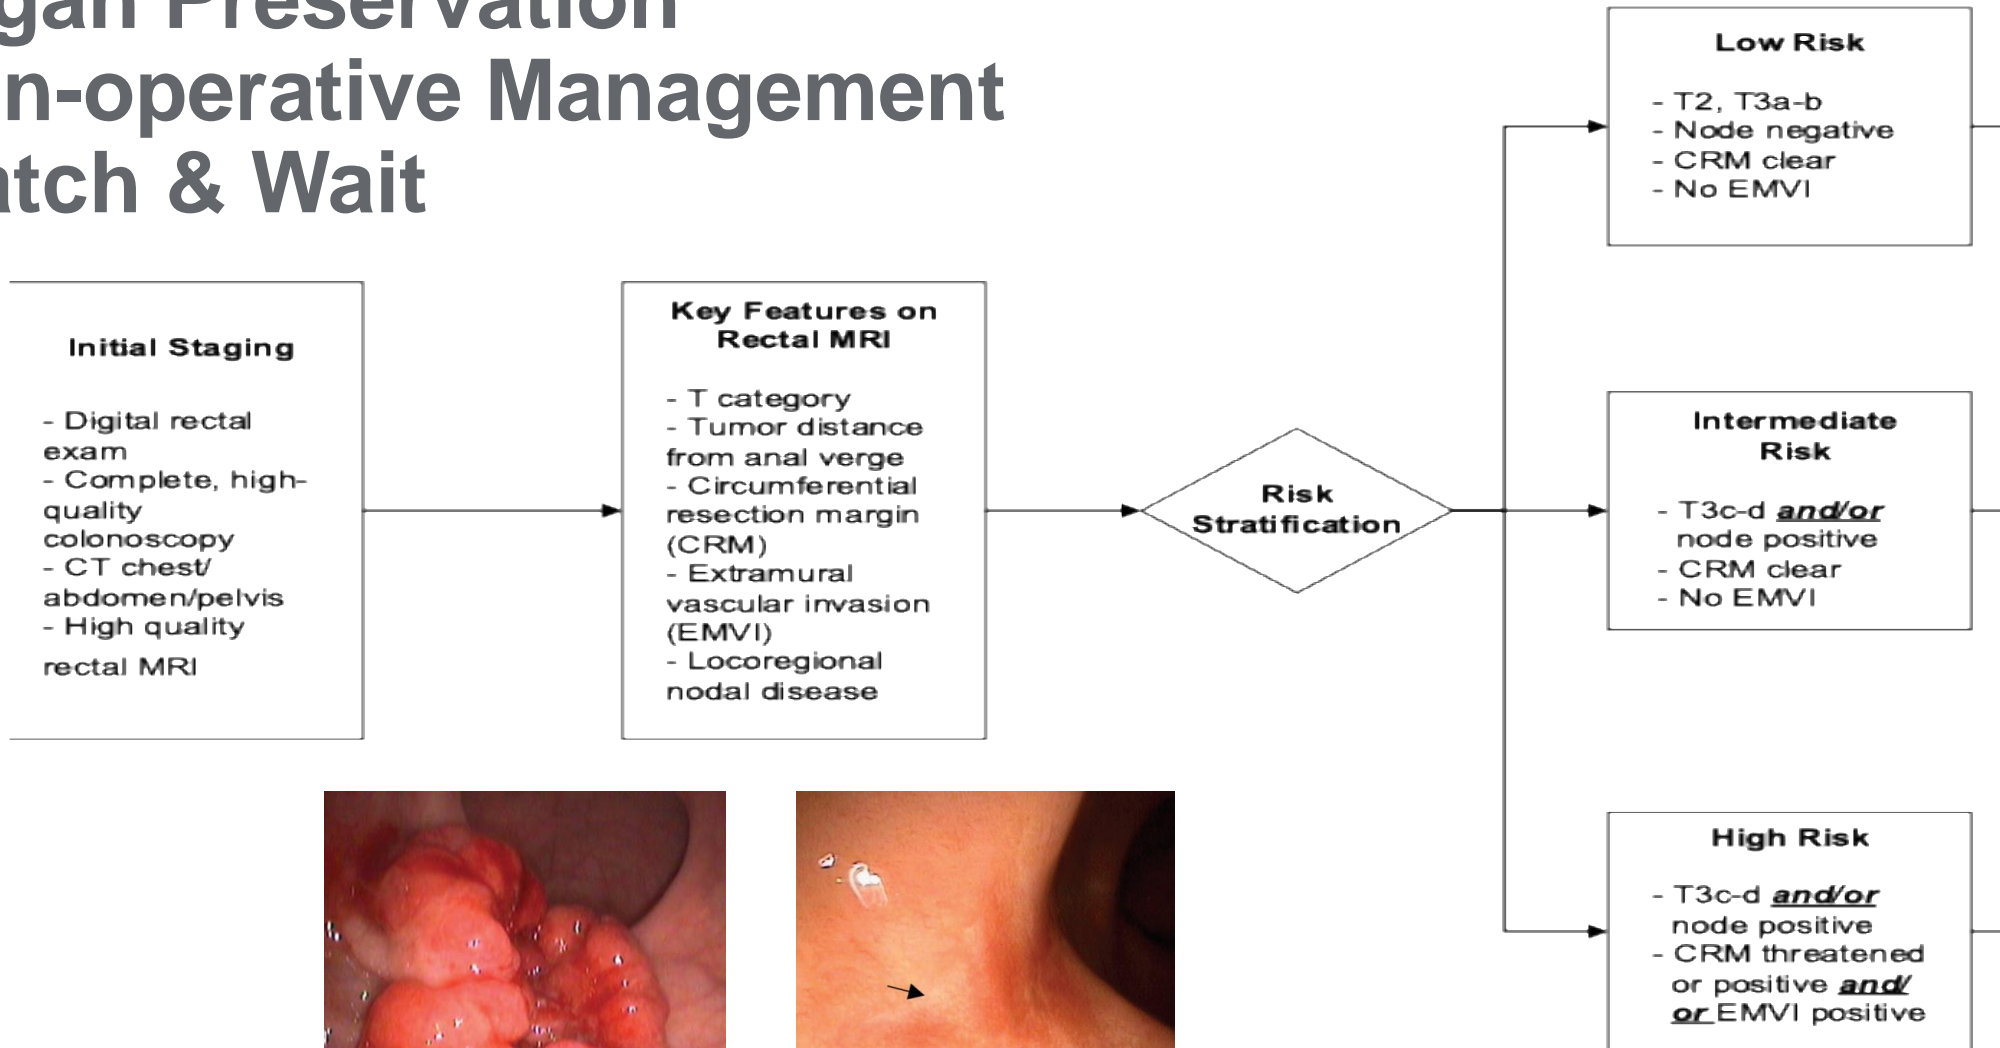 gan Preservation
n-operative Management
atch & Wait
Initial Staging
- Digital rectal
exam
- Complete, high-
quality
colonoscopy
- CT chest/
abdomen/pelvis
- High quality
rectal MRI
Key Features on
Rectal MRI
- T category
- Tumor distance
from anal verge
- Circumferential
resection margin
(CRM)
- Extramural
vascular invasion
(EMVI)
- Locoregional
nodal disease
Risk
Stratification
Low Risk
- T2, T3a-b
- Node negative
- CRM clear
- No EMVI
Intermediate
Risk
- T3c-d and/or
node positive
- CRM clear
- No EMVI
High Risk
- T3c-d and/or
node positive
- CRM threatened
or positive and/
or EMVI positive